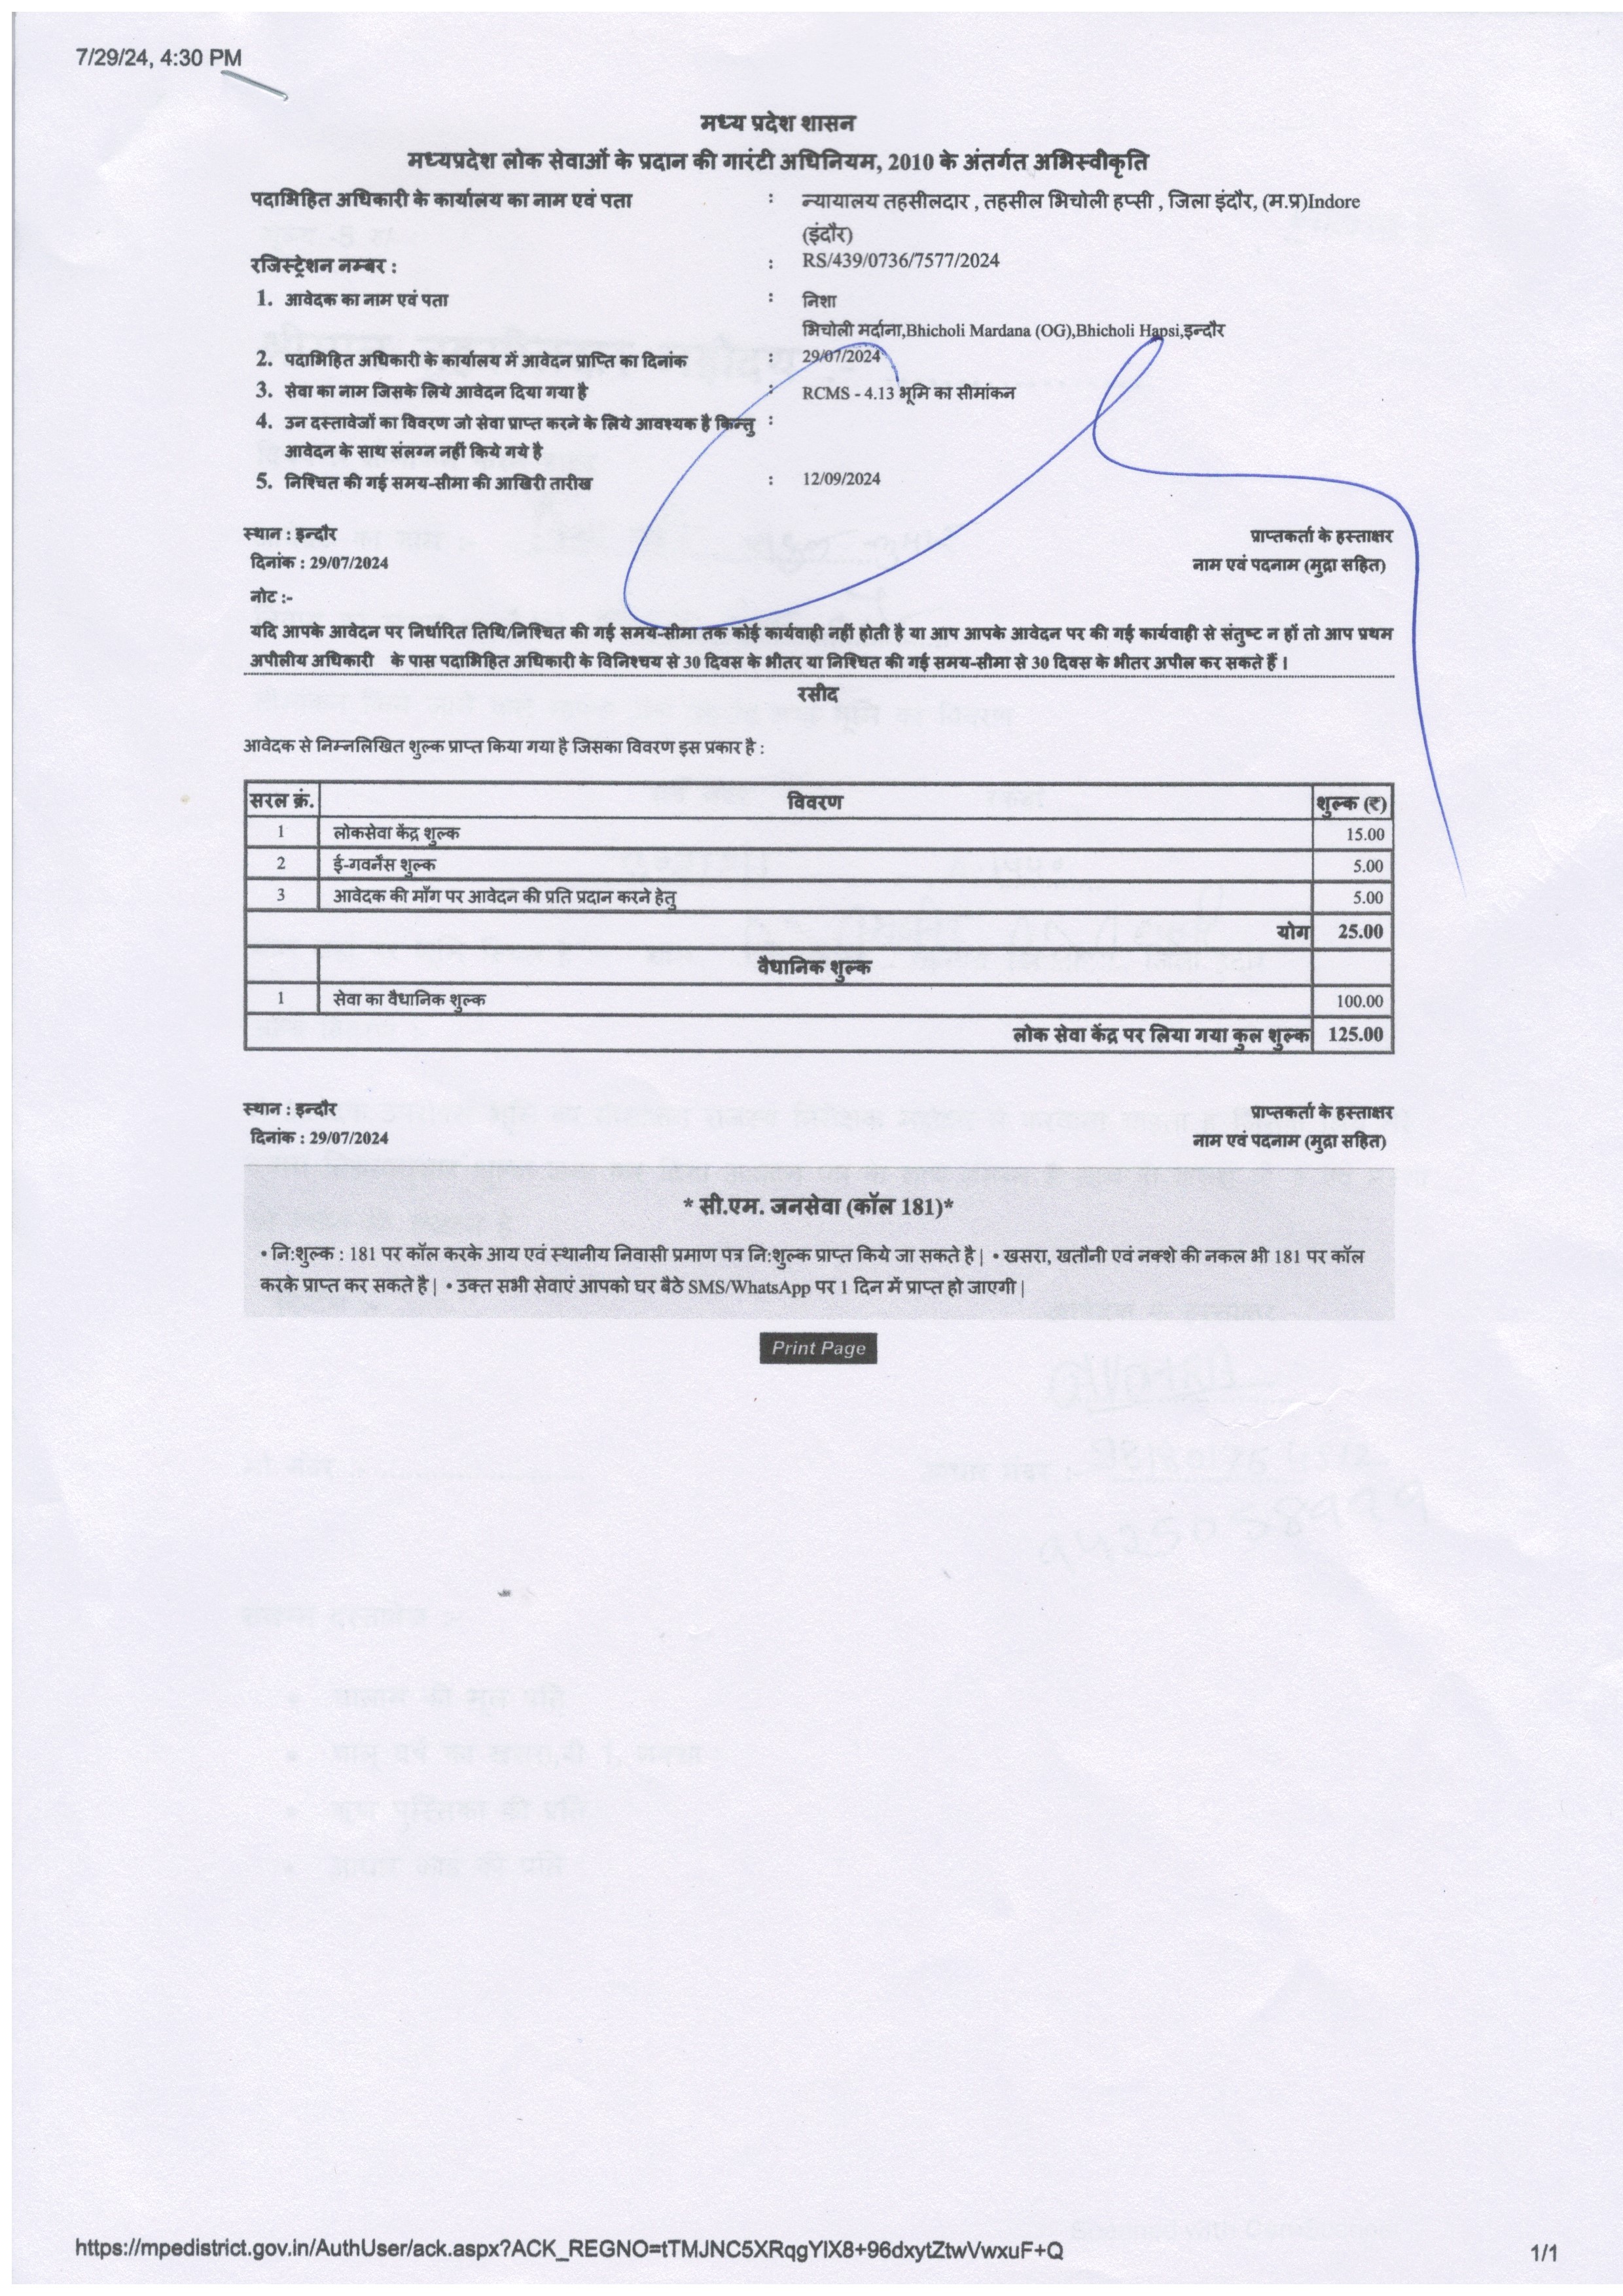 7/29/24, 4:30 PM
मध्य प्रदेश शासन
मध्यप्रदेश लोक सेवाओं के प्रदान की गारंटी अधिनियम, 2010 के अंतर्गत अभिस्वीकृति
पदाभिहित अधिकारी के कार्यालय का नाम एवं पता : न्यायालय तहसीलदार , तहसील भिचोली हप्सी , जिला इंदौर, (म.प्र)Indore
(इंदौर)
रजिस्ट्रेशन नम्बर : : RS/439/0736/7577/2024
1. आवेदक का नाम एवं पता : निशा
भिचोली मर्दाना,Bhicholi Mardana (OG),Bhicholi Hapsi,इन्दौर
2. पदाभिहित अधिकारी के कार्यालय में आवेदन प्राप्ति का दिनांक : 29/07/2024
3. सेवा का नाम जिसके लिये आवेदन दिया गया है : RCMS - 4.13 भूमि का सीमांकन
4. उन दस्तावेजों का विवरण जो सेवा प्राप्त करने के लिये आवश्यक है किन्तु :
आवेदन के साथ संलग्न नहीं किये गये है
5. निश्चित की गई समय-सीमा की आखिरी तारीख : 12/09/2024
स्थान : इन्दौर प्राप्तकर्ता के हस्ताक्षर
दिनांक : 29/07/2024 नाम एवं पदनाम (मुद्रा सहित)
नोट :-
यदि आपके आवेदन पर निर्धारित तिथि/निश्चित की गई समय-सीमा तक कोई कार्यवाही नहीं होती है या आप आपके आवेदन पर की गई कार्यवाही से संतुष्ट न हों तो आप प्रथम
अपीलीय अधिकारी के पास पदाभिहित अधिकारी के विनिश्चय से 30 दिवस के भीतर या निश्चित की गई समय-सीमा से 30 दिवस के भीतर अपील कर सकते हैं ।
रसीद
आवेदक से निम्नलिखित शुल्क प्राप्त किया गया है जिसका विवरण इस प्रकार है :
सरल क्रं. विवरण शुल्क (₹)
1 लोकसेवा केंद्र शुल्क 15.00
2 ई-गवर्नेंस शुल्क 5.00
3 आवेदक की माँग पर आवेदन की प्रति प्रदान करने हेतु 5.00
योग 25.00
वैधानिक शुल्क
1 सेवा का वैधानिक शुल्क 100.00
लोक सेवा केंद्र पर लिया गया कुल शुल्क 125.00
स्थान : इन्दौर प्राप्तकर्ता के हस्ताक्षर
दिनांक : 29/07/2024 नाम एवं पदनाम (मुद्रा सहित)
* सी.एम. जनसेवा (कॉल 181)*
• नि:शुल्क : 181 पर कॉल करके आय एवं स्थानीय निवासी प्रमाण पत्र नि:शुल्क प्राप्त किये जा सकते है | • खसरा, खतौनी एवं नक्शे की नकल भी 181 पर कॉल
करके प्राप्त कर सकते है | • उक्त सभी सेवाएं आपको घर बैठे SMS/WhatsApp पर 1 दिन में प्राप्त हो जाएगी |
Print Page
https://mpedistrict.gov.in/AuthUser/ack.aspx?ACK_REGNO=tTMJNC5XRqgYIX8+96dxytZtwVwxuF+Q 1/1